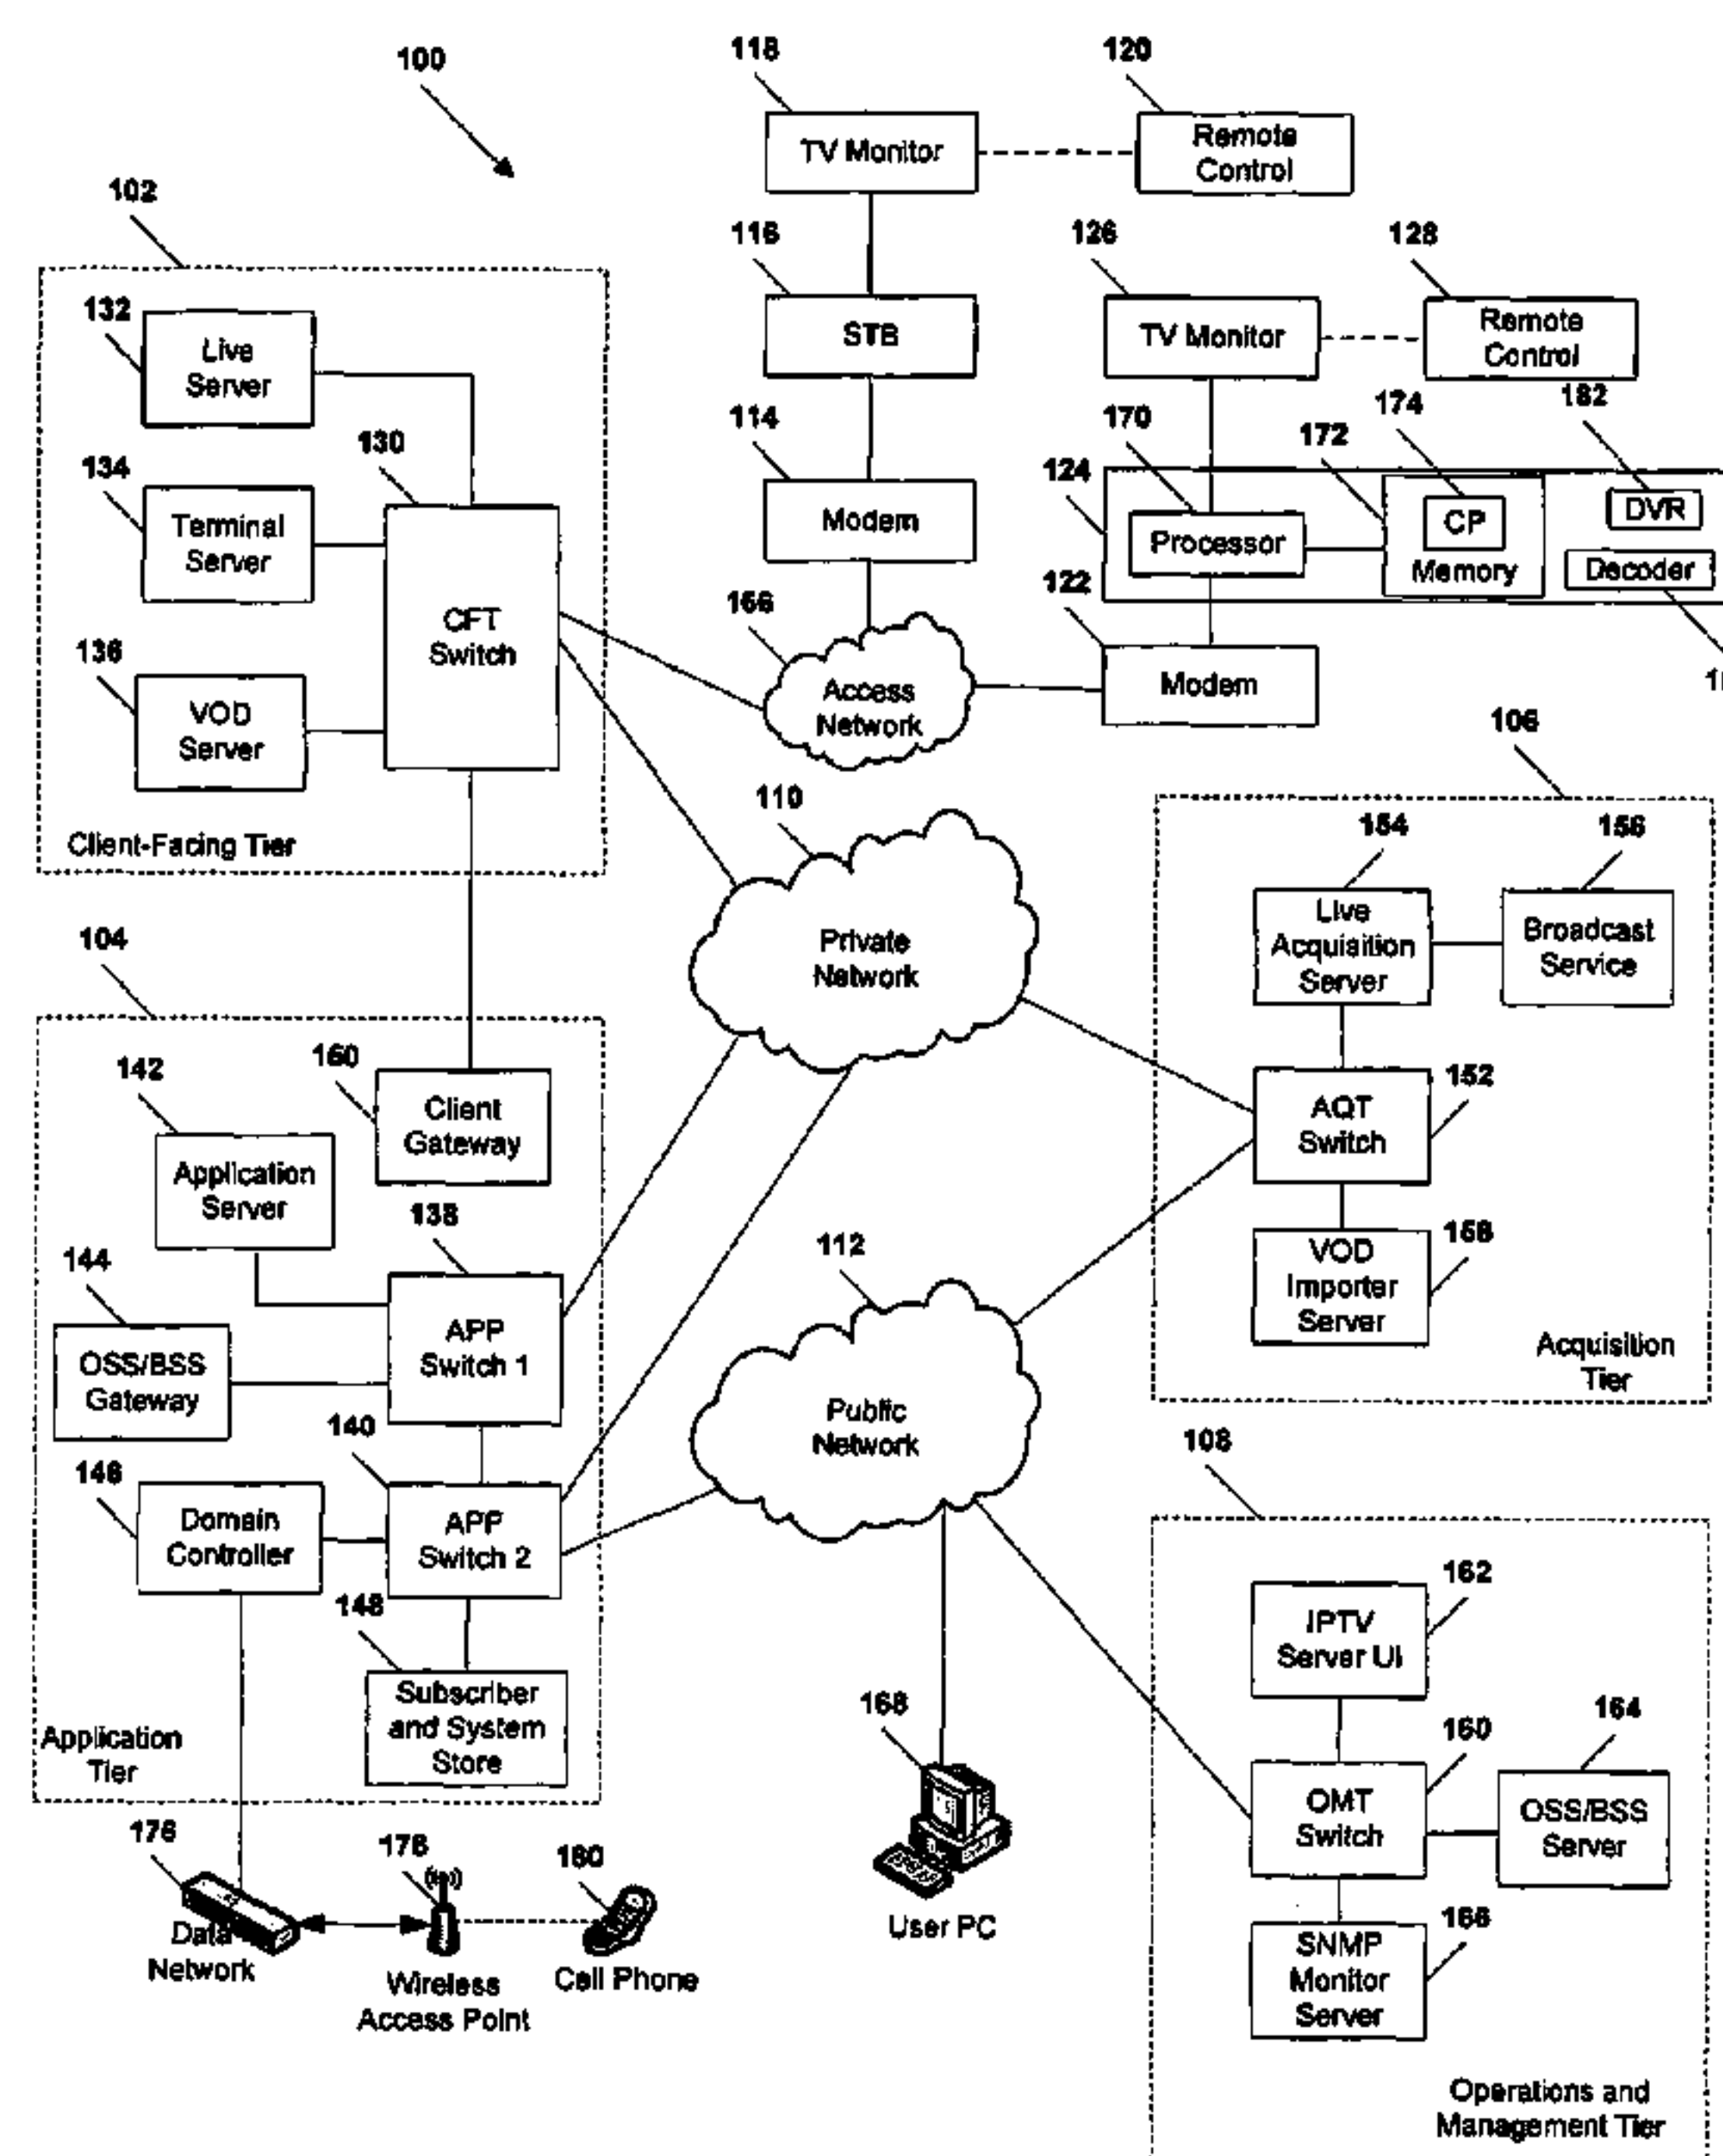 100
118
120
TV Monitor
Remote
Control
102
116
126
128
132
Live
Server
STB
TV Monitor
Remote
Control
130
114
170
172
174
182
134
124
Terminal
Server
Modem
Processor
CP
Memory
DVR
Decoder
122
156
CFT
Switch
136
VOD
Server
Access
Network
Modem
106
110
Client-Facing Tier
154
156
Live
Acquisition
Server
Broadcast
Service
104
Private
Network
142
150
Client
Gateway
152
AQT
Switch
Application
Server
138
144
112
158
VOD
Importer
Server
APP
Switch 1
OSS/BSS
Gateway
Acquisition
Tier
140
Public
Network
108
146
Domain
Controller
APP
Switch 2
148
162
IPTV
Server UI
Subscriber
and System
Store
168
160
164
Application
Tier
OMT
Switch
OSS/BSS
Server
176
178
180
166
Data
Network
Wireless
Access Point
Cell Phone
User PC
SNMP
Monitor
Server
Operations and
Management Tier